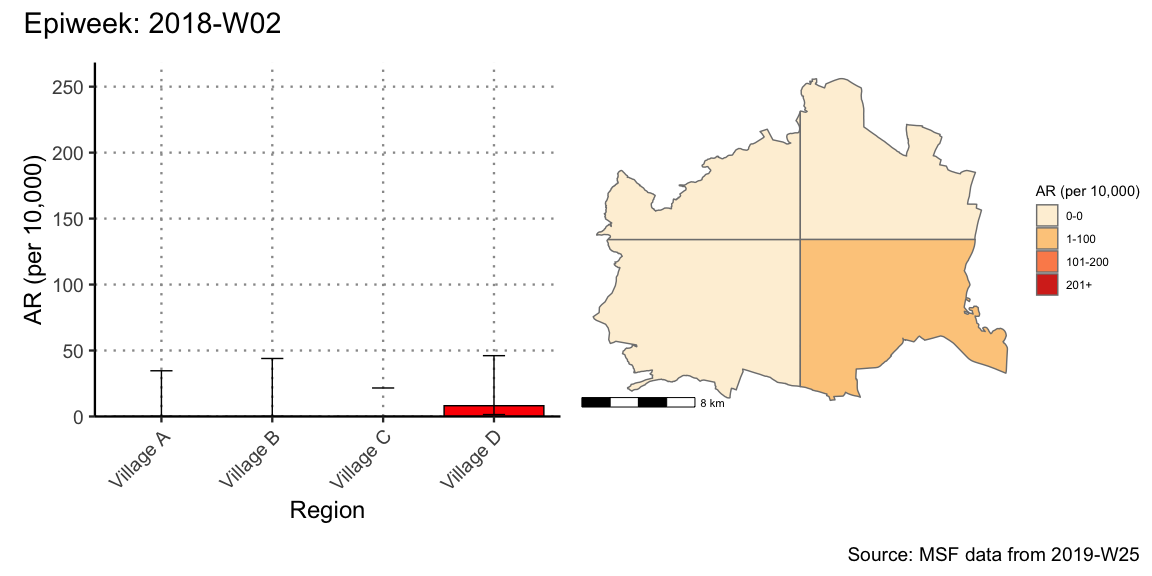 Epiweek: 2018-W02
AR (per 10,000)
250
200
150
100
50
0
Village A
Village B
Village C
Village D
Region
8 km
AR (per 10,000)
0-0
1-100
101-200
201+
Source: MSF data from 2019-W25